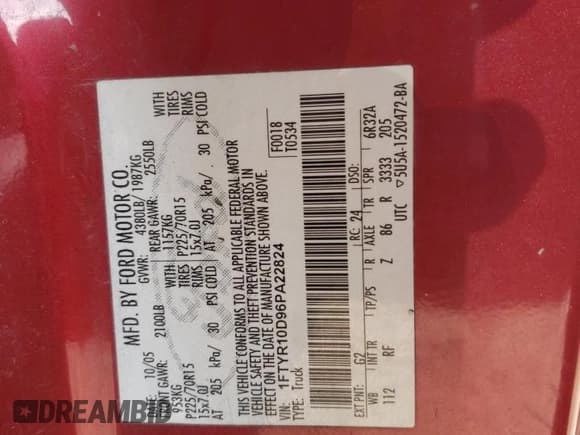 MFD. BY FORD MOTOR CO.
DATE: 10/05 GVWR: 4380LB/ 1987KG
FRONT GAWR: 2100LB REAR GAWR: 2550LB
953KG WITH 1157KG WITH
P225/70R15 TIRES P225/70R15 TIRES
15x7.0J RIMS 15x7.0J RIMS
AT 205 kPa/ 30 PSI COLD AT 205 kPa/ 30 PSI COLD
THIS VEHICLE CONFORMS TO ALL APPLICABLE FEDERAL MOTOR
VEHICLE SAFETY AND THEFT PREVENTION STANDARDS IN
EFFECT ON THE DATE OF MANUFACTURE SHOWN ABOVE.
VIN: 1FTYR10D96PA22824 F0018
TYPE: Truck T0534
EXT PNT: G2 RC: 24 DSO:
WB INT TR TP/PS R AXLE TR SPR
112 RF Z 86 R 3333 6R32A
205
UTC ▽5U5A-1520472-BA
DREAMBID